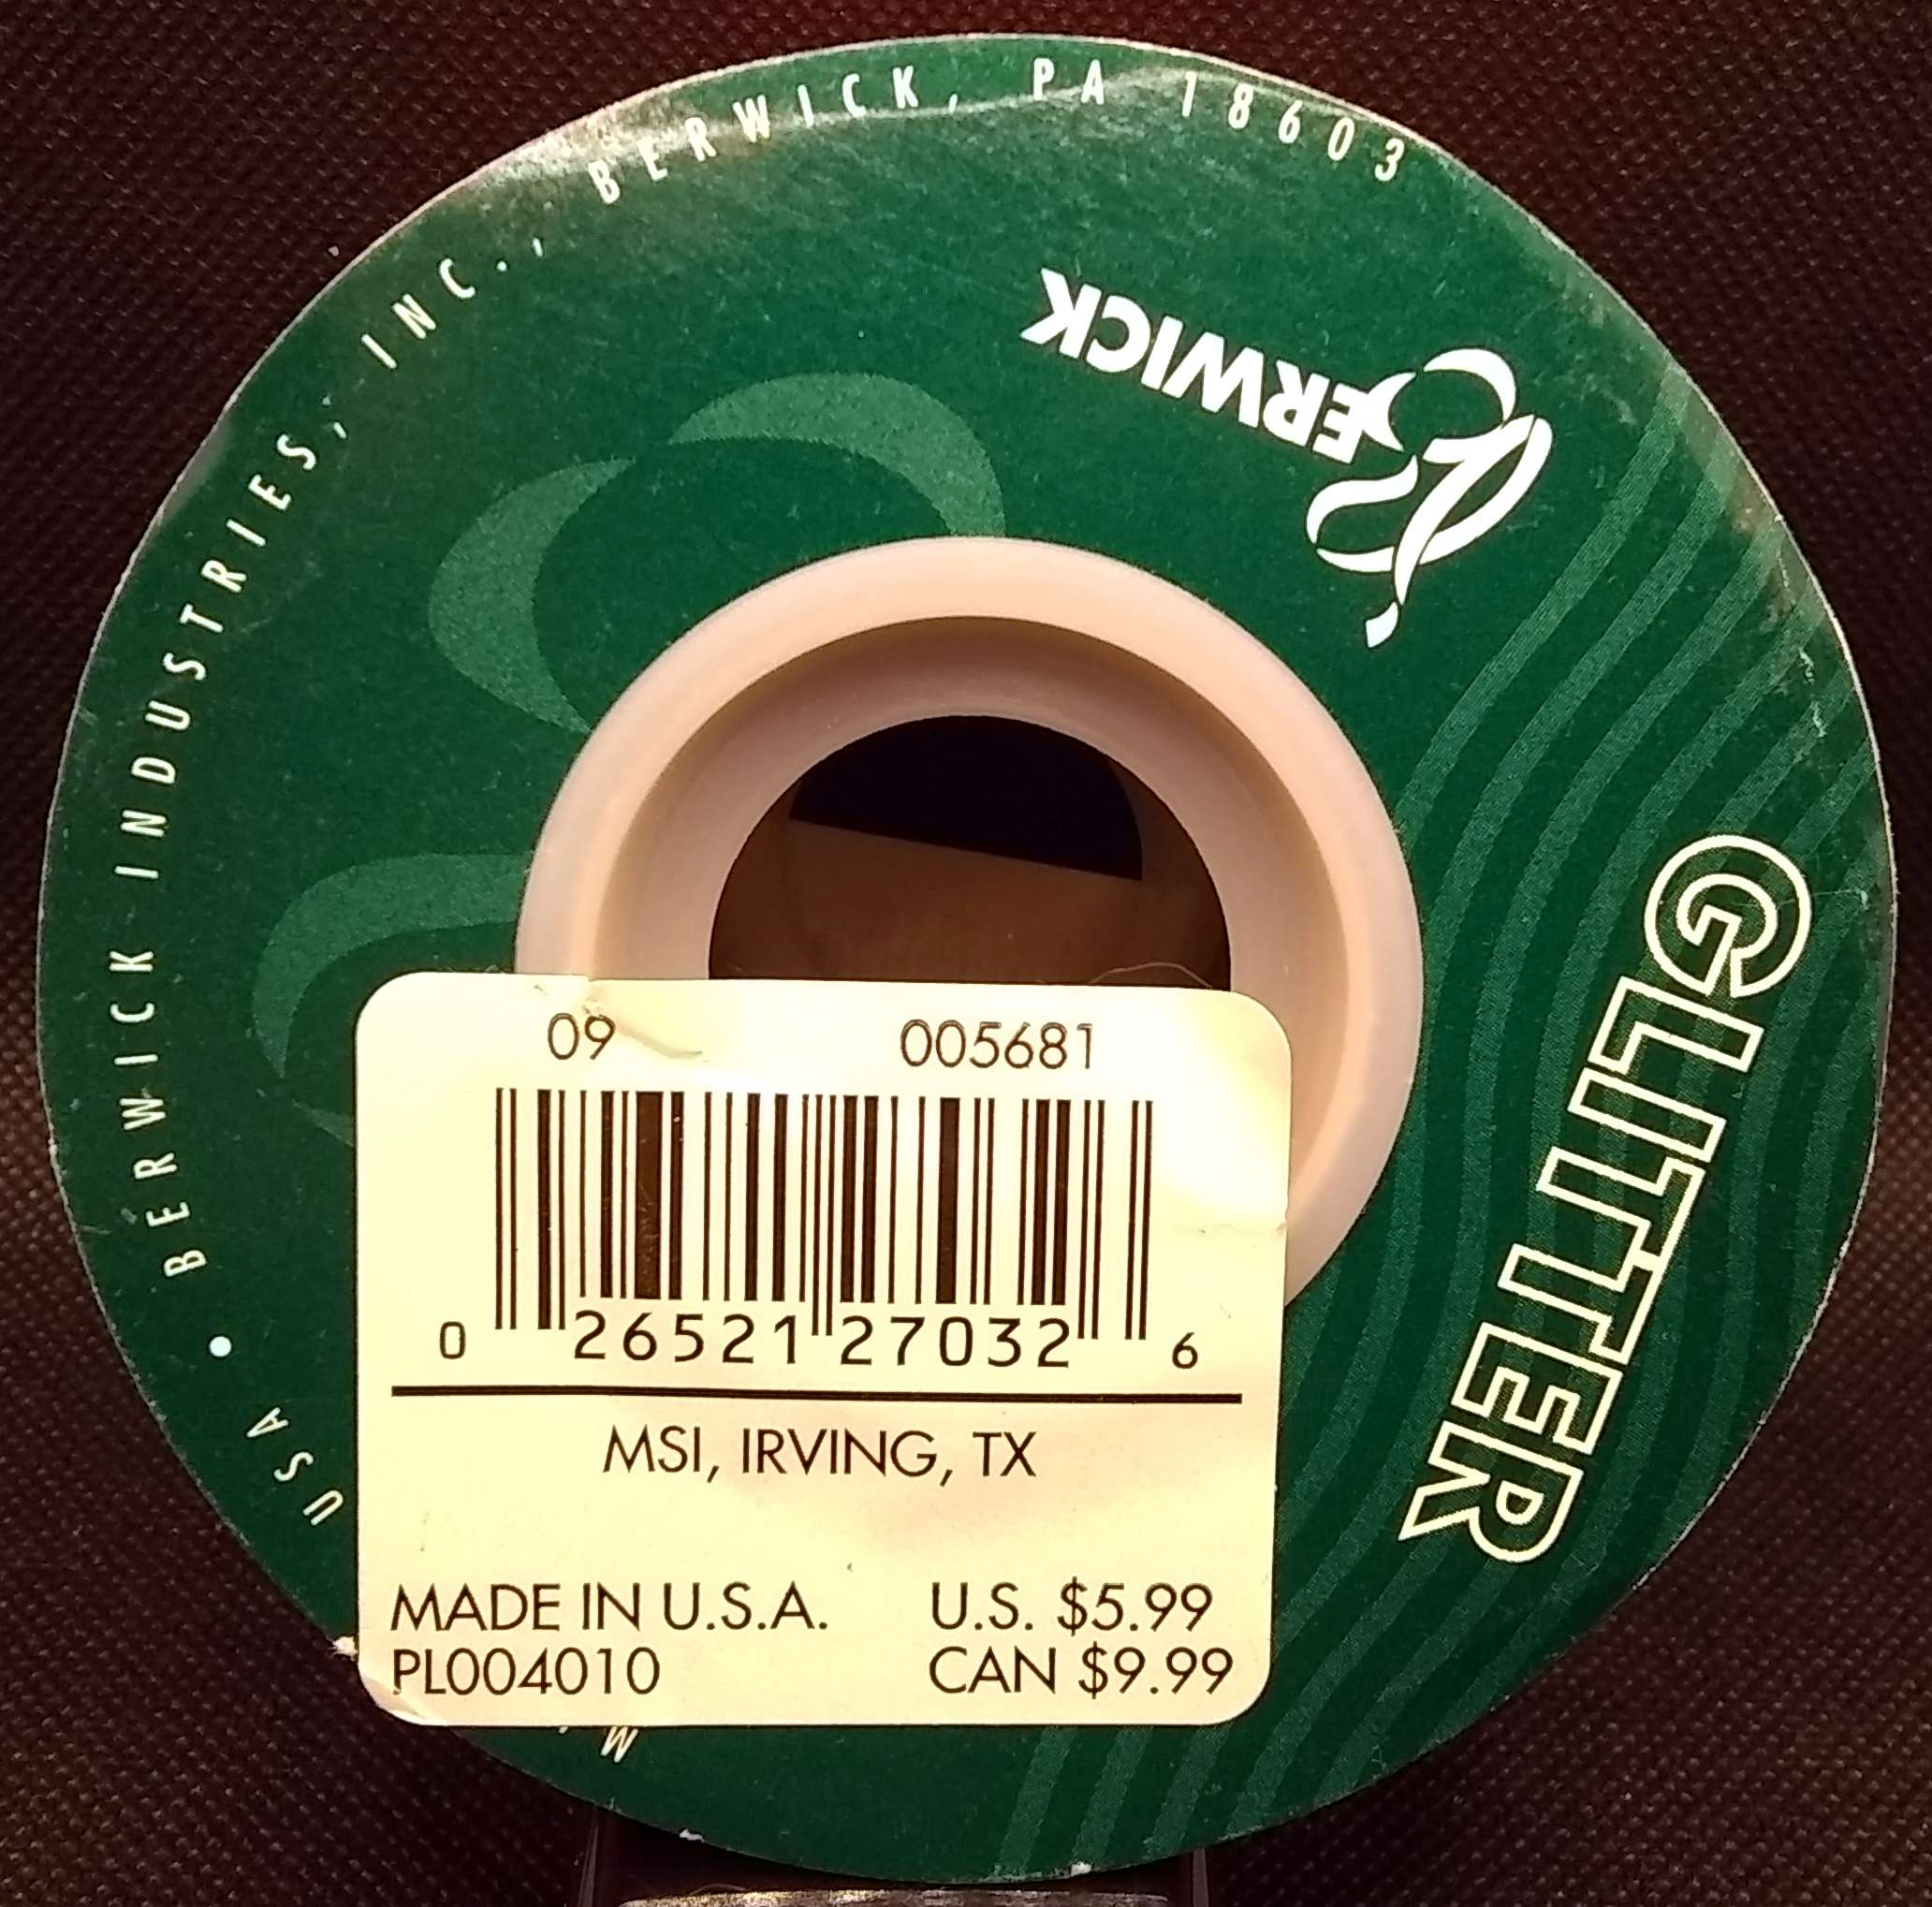 BERWICK INDUSTRIES, INC., BERWICK, PA 18603
BERWICK
GLITTER
09 005681
0 26521 27032 6
MSI, IRVING, TX
MADE IN U.S.A. U.S. $5.99
PL004010 CAN $9.99
USA